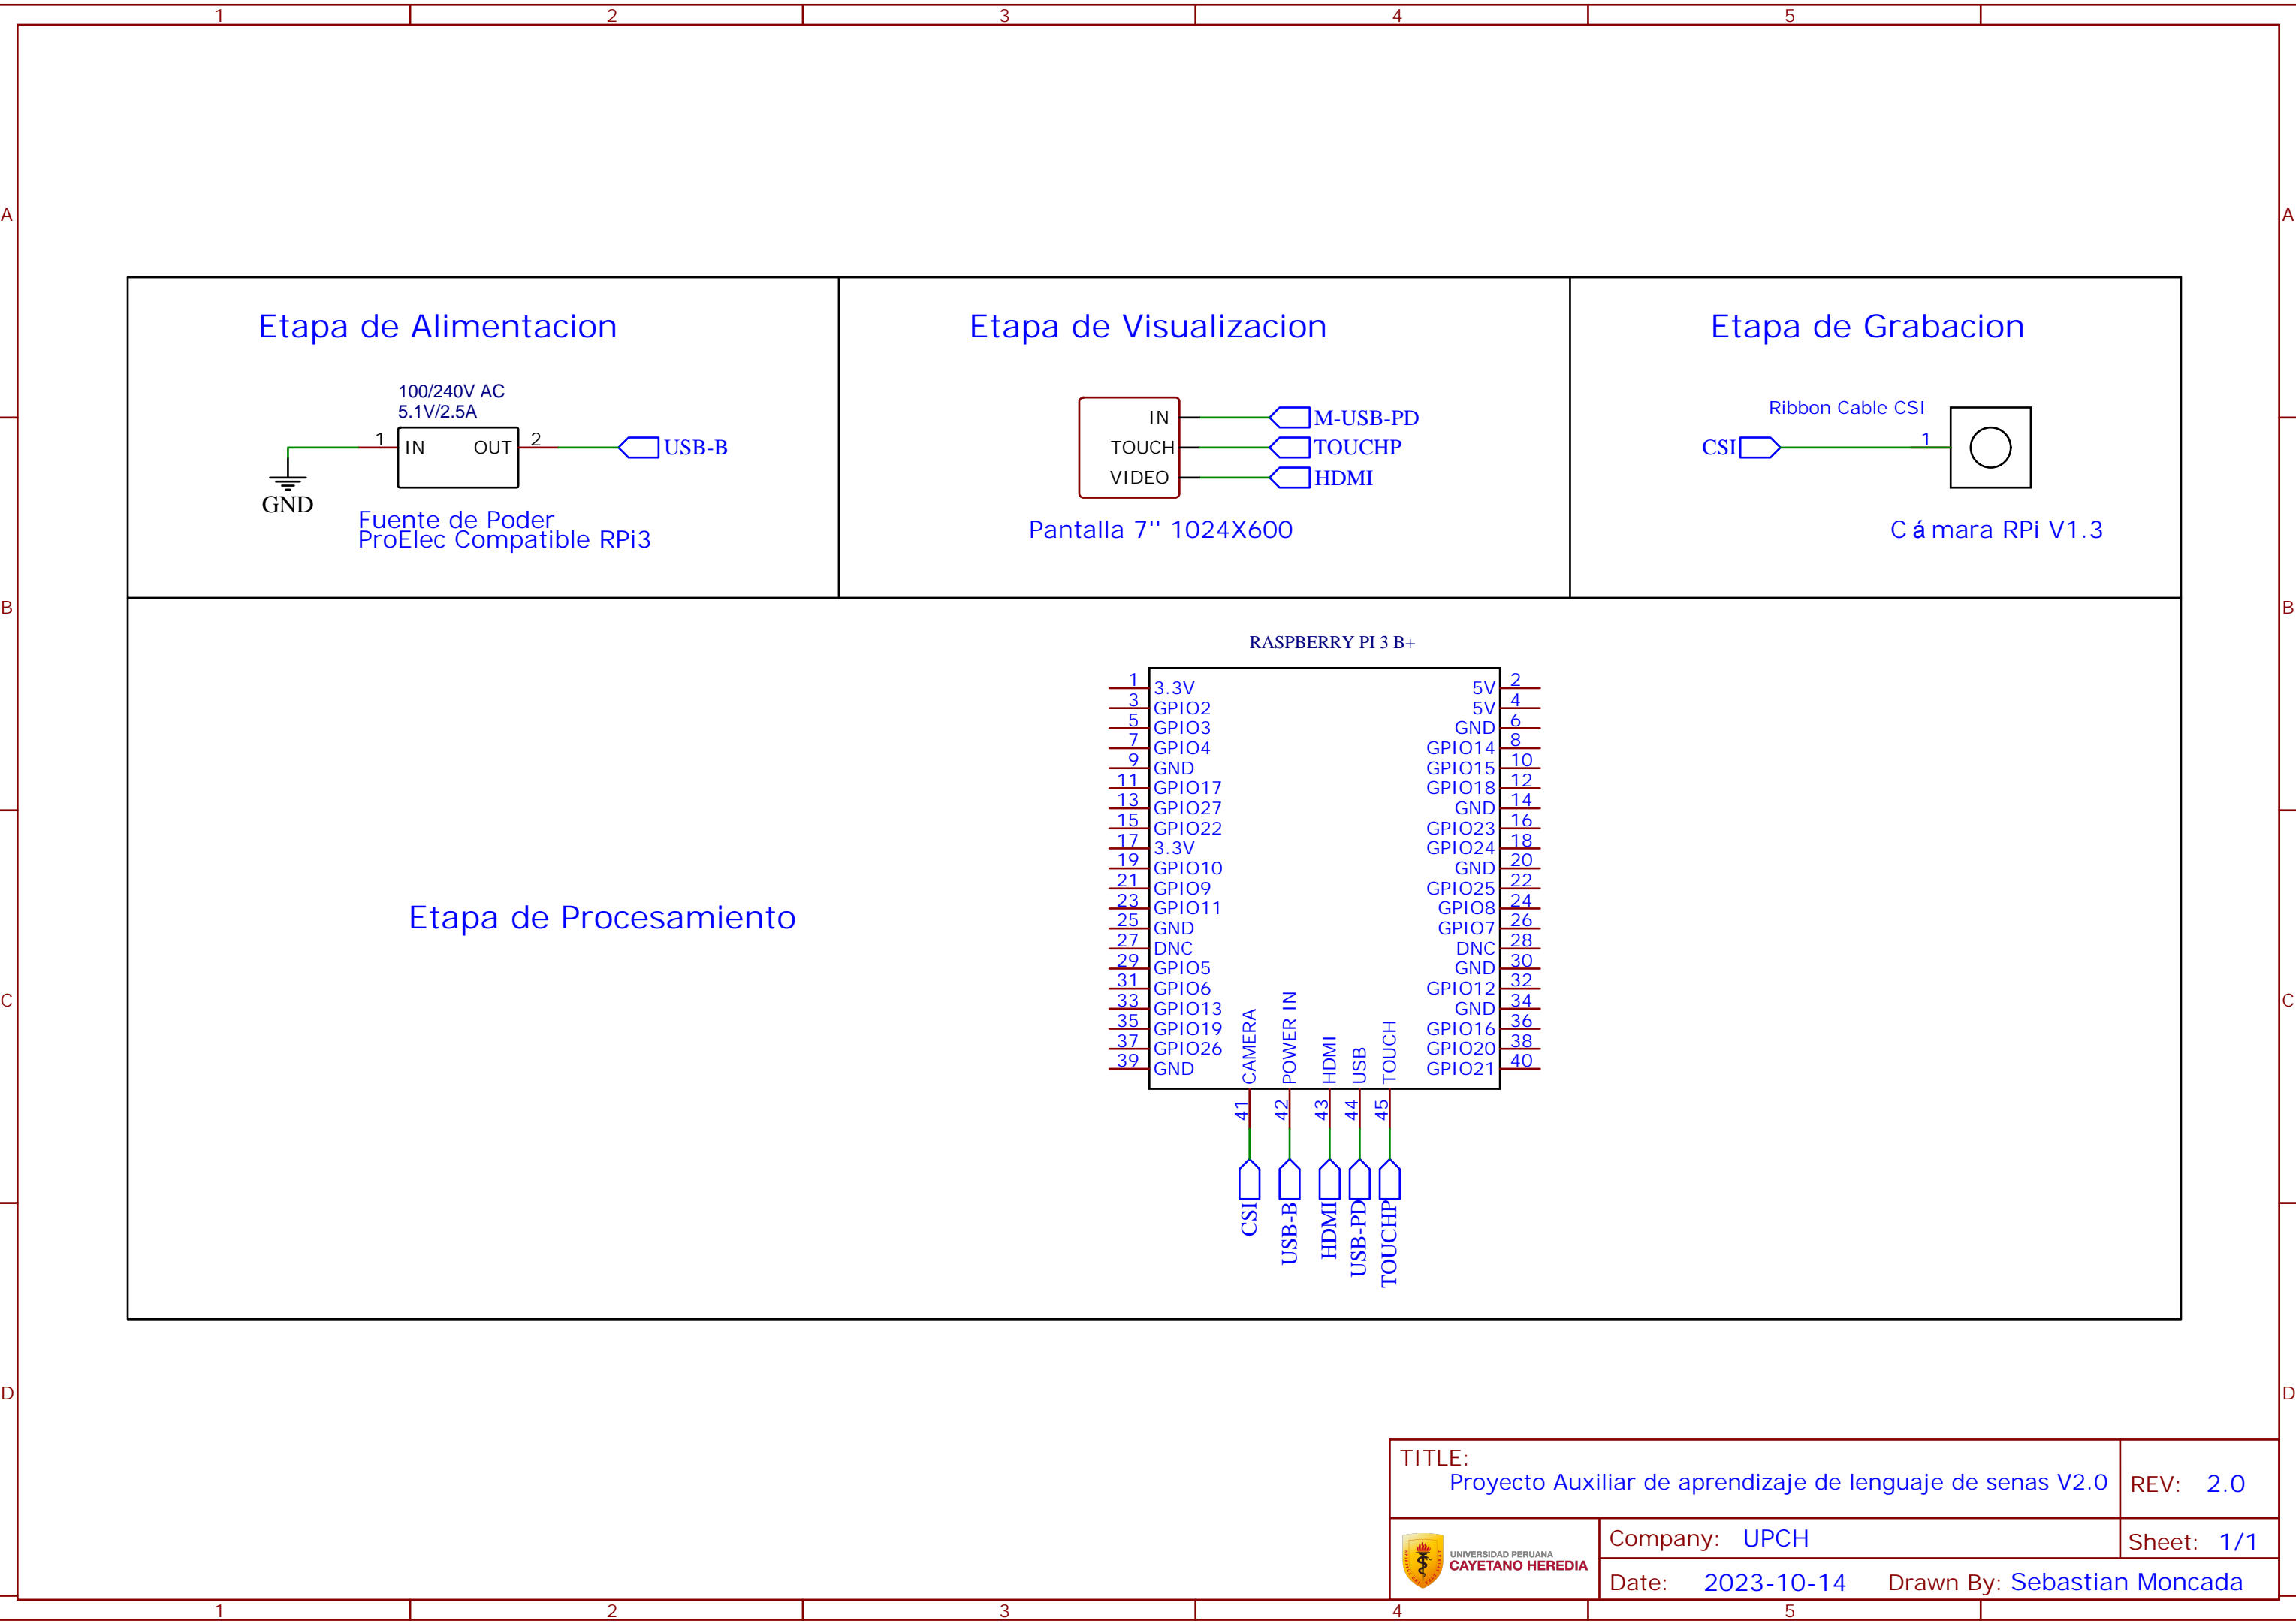 1 2 3 4 5
A A
B B
C C
D D
Etapa de Alimentacion
100/240V AC
5.1V/2.5A
1 IN OUT 2 USB-B
GND
Fuente de Poder
ProElec Compatible RPi3
Etapa de Visualizacion
IN M-USB-PD
TOUCH TOUCHP
VIDEO HDMI
Pantalla 7'' 1024X600
Etapa de Grabacion
Ribbon Cable CSI
CSI 1
Cámara RPi V1.3
Etapa de Procesamiento
RASPBERRY PI 3 B+
1 3.3V 5V 2
3 GPIO2 5V 4
5 GPIO3 GND 6
7 GPIO4 GPIO14 8
9 GND GPIO15 10
11 GPIO17 GPIO18 12
13 GPIO27 GND 14
15 GPIO22 GPIO23 16
17 3.3V GPIO24 18
19 GPIO10 GND 20
21 GPIO9 GPIO25 22
23 GPIO11 GPIO8 24
25 GND GPIO7 26
27 DNC DNC 28
29 GPIO5 GND 30
31 GPIO6 GPIO12 32
33 GPIO13 GND 34
35 GPIO19 GPIO16 36
37 GPIO26 GPIO20 38
39 GND GPIO21 40
CAMERA 41 CSI
POWER IN 42 USB-B
HDMI 43 HDMI
USB 44 USB-PD
TOUCH 45 TOUCHP
TITLE:
Proyecto Auxiliar de aprendizaje de lenguaje de senas V2.0
REV: 2.0
UNIVERSIDAD PERUANA
CAYETANO HEREDIA
Company: UPCH
Sheet: 1/1
Date: 2023-10-14 Drawn By: Sebastian Moncada
1 2 3 4 5